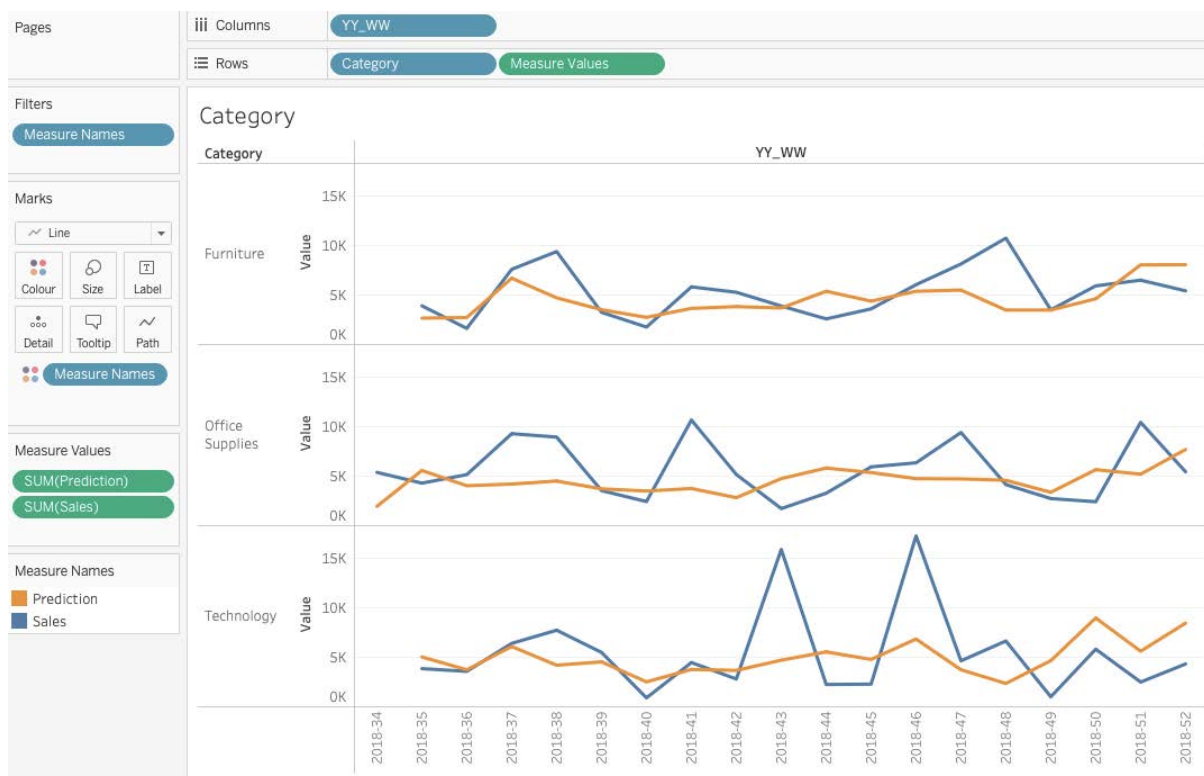 Pages
Columns YY_WW
Rows Category Measure Values
Filters
Measure Names
Marks
Line
Colour Size Label
Detail Tooltip Path
Measure Names
Measure Values
SUM(Prediction)
SUM(Sales)
Measure Names
Prediction
Sales
Category
Category YY_WW
Furniture
Value
15K
10K
5K
0K
Office
Supplies
Value
15K
10K
5K
0K
Technology
Value
15K
10K
5K
0K
2018-34
2018-35
2018-36
2018-37
2018-38
2018-39
2018-40
2018-41
2018-42
2018-43
2018-44
2018-45
2018-46
2018-47
2018-48
2018-49
2018-50
2018-51
2018-52